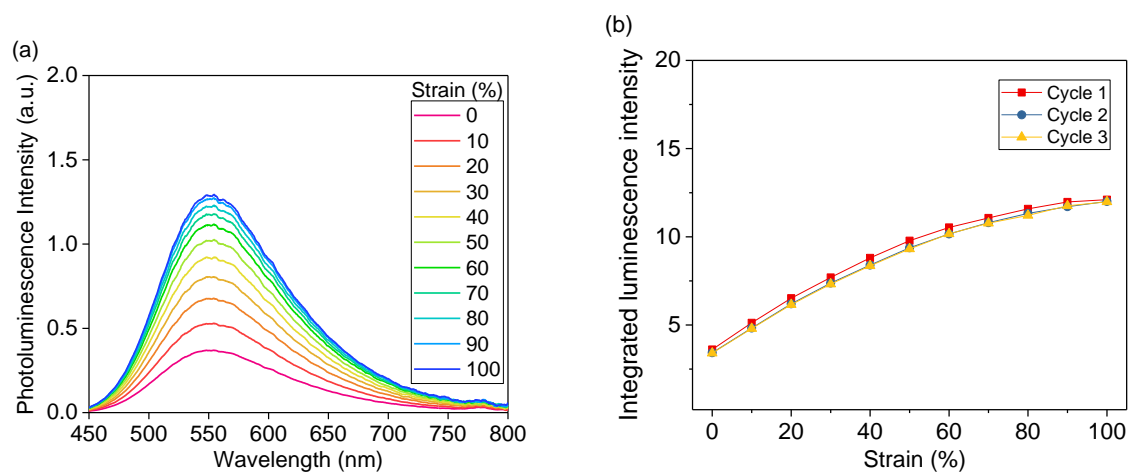 (a)
Photoluminescence Intensity (a.u.)
2.0
1.5
1.0
0.5
0.0
450 500 550 600 650 700 750 800
Wavelength (nm)
Strain (%)
0
10
20
30
40
50
60
70
80
90
100
(b)
Integrated luminescence intensity
20
15
10
5
0 20 40 60 80 100
Strain (%)
Cycle 1
Cycle 2
Cycle 3